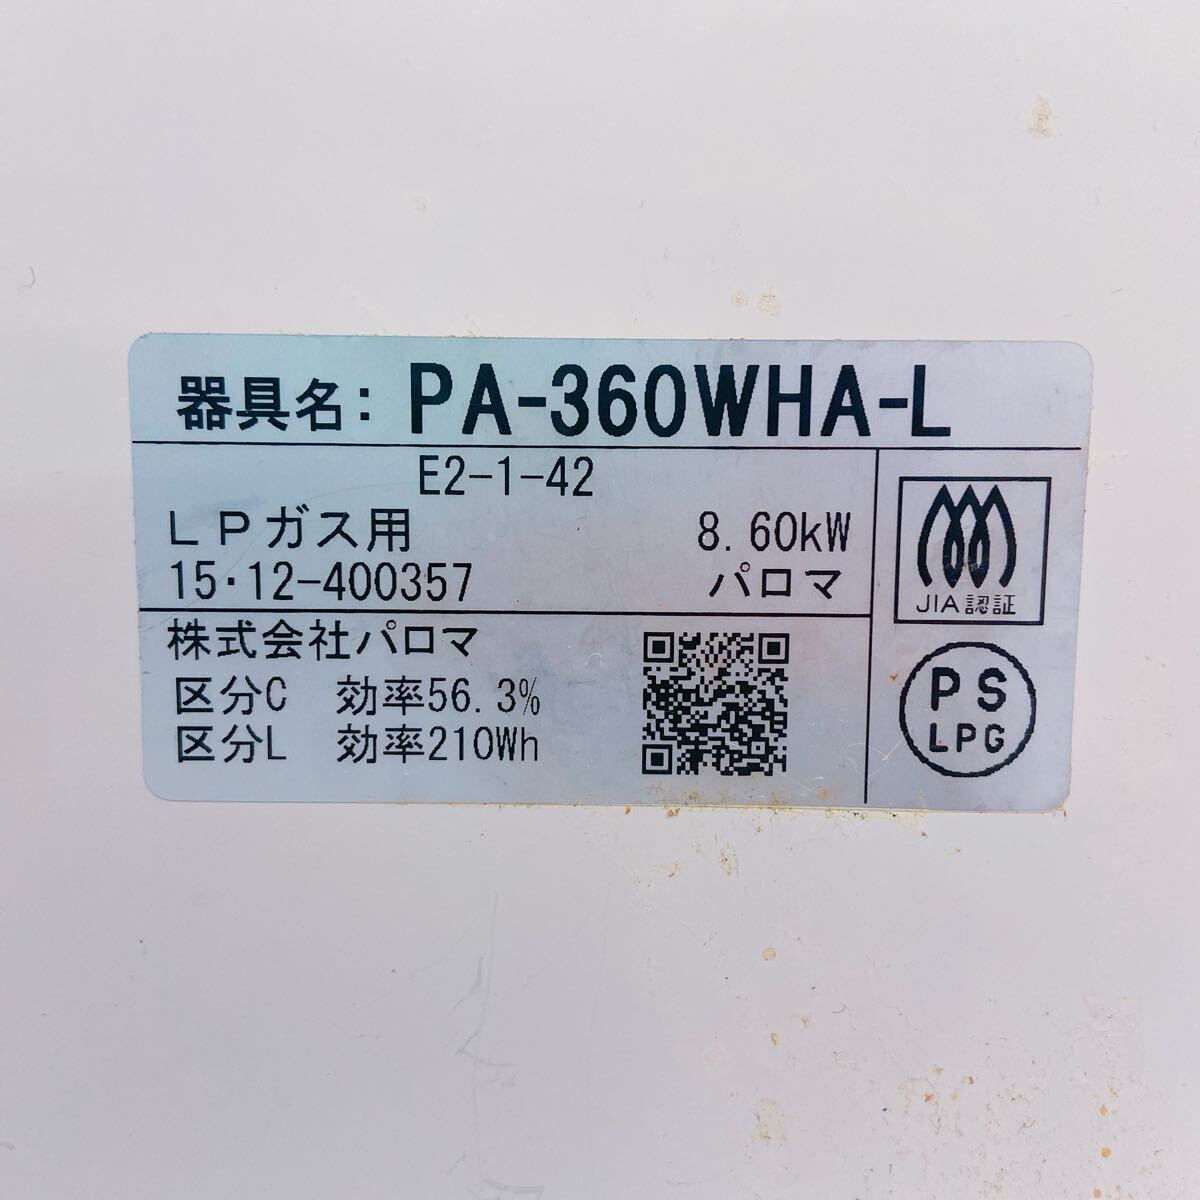 器具名: PA-360WHA-L
E2-1-42
LPガス用 8.60kW
15・12-400357 パロマ
JIA認証
株式会社パロマ
区分C 効率56.3%
区分L 効率210Wh
PS
LPG